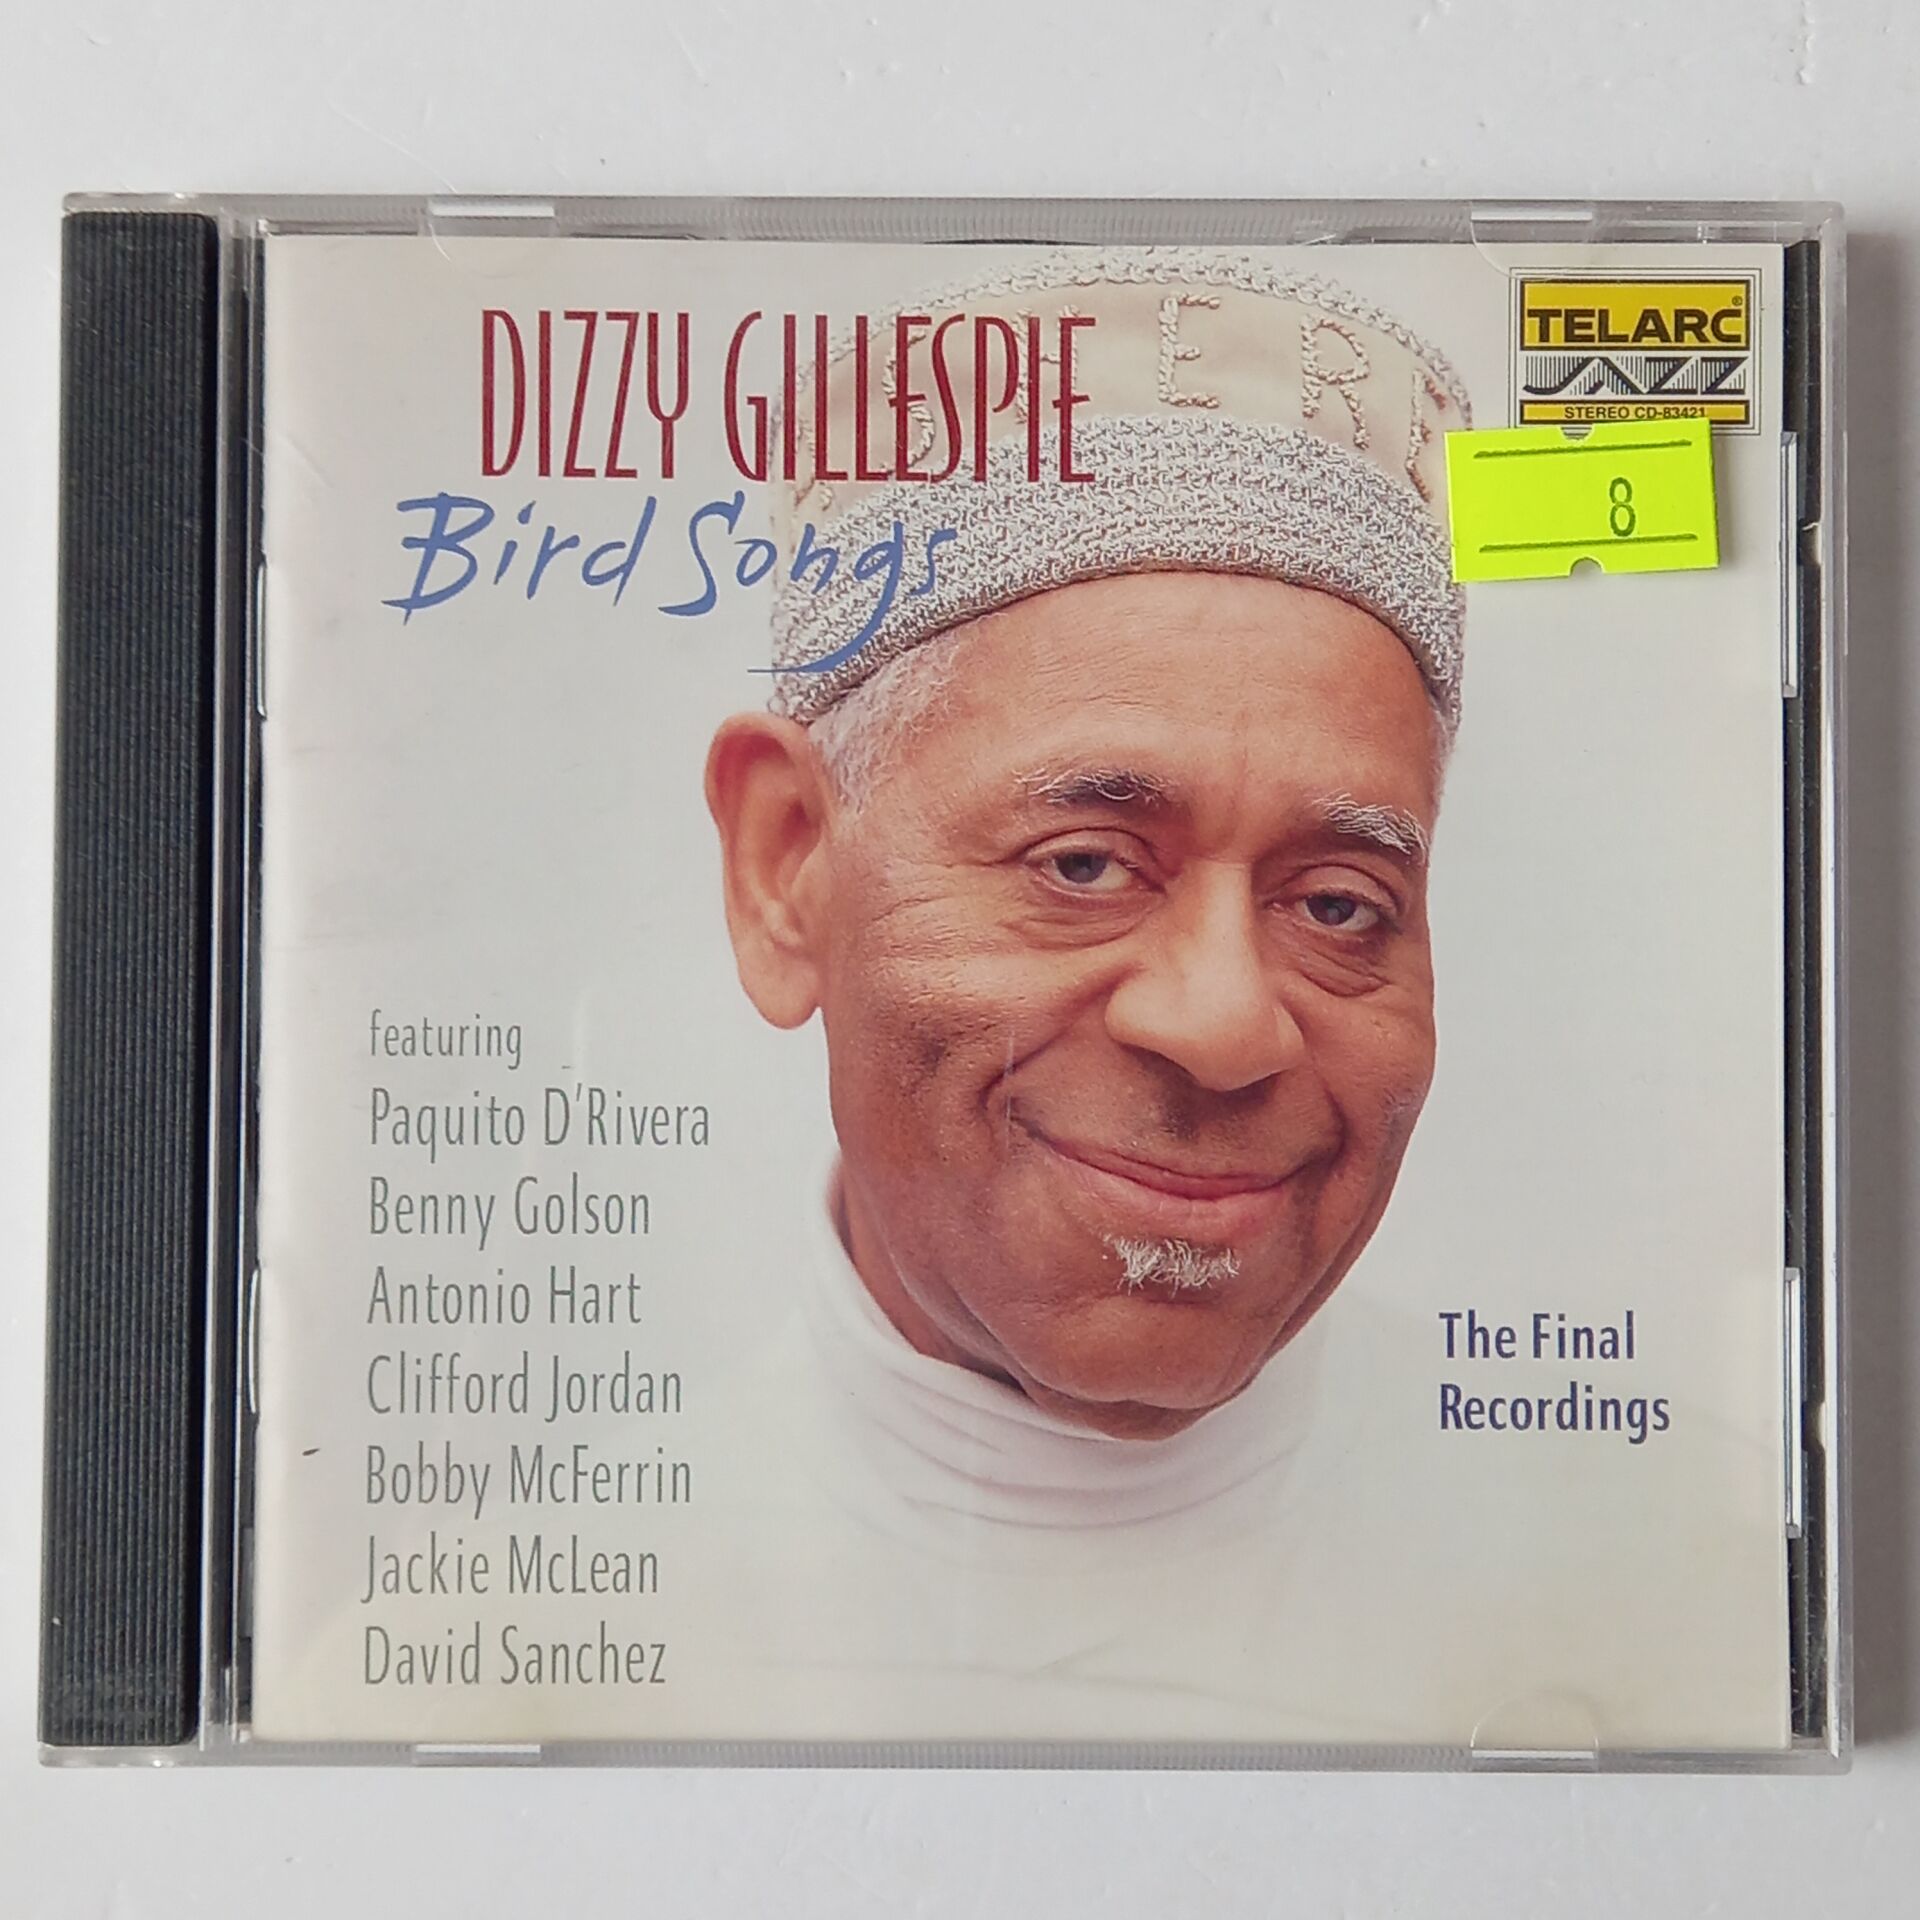 DIZZY GILLESPIE
Bird Songs
TELARC®
JAZZ
STEREO CD-83421
8
featuring
Paquito D'Rivera
Benny Golson
Antonio Hart
Clifford Jordan
Bobby McFerrin
Jackie McLean
David Sanchez
The Final
Recordings